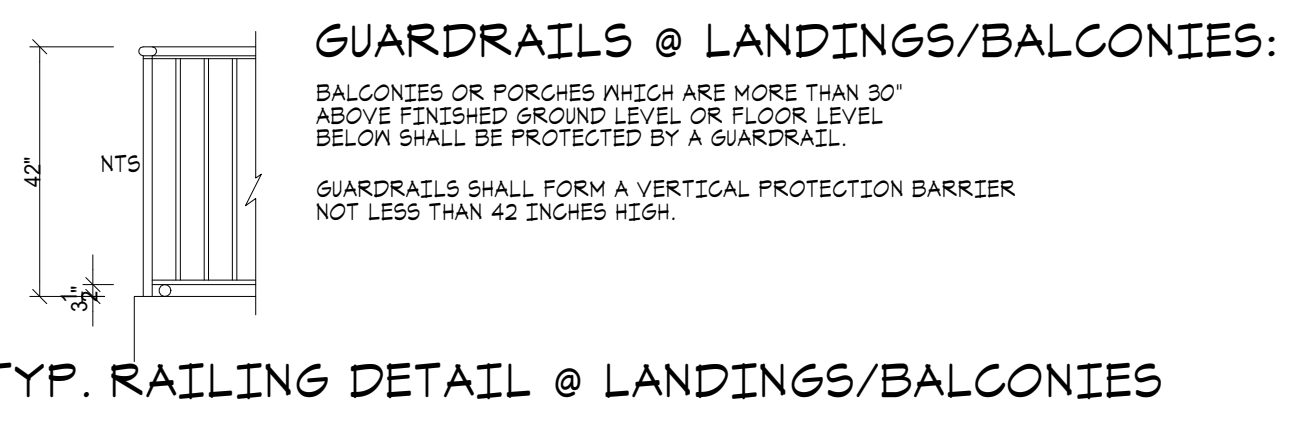 GUARDRAILS @ LANDINGS/BALCONIES:
BALCONIES OR PORCHES WHICH ARE MORE THAN 30"
ABOVE FINISHED GROUND LEVEL OR FLOOR LEVEL
BELOW SHALL BE PROTECTED BY A GUARDRAIL.
GUARDRAILS SHALL FORM A VERTICAL PROTECTION BARRIER
NOT LESS THAN 42 INCHES HIGH.
42"
NTS
3 1/2"
TYP. RAILING DETAIL @ LANDINGS/BALCONIES